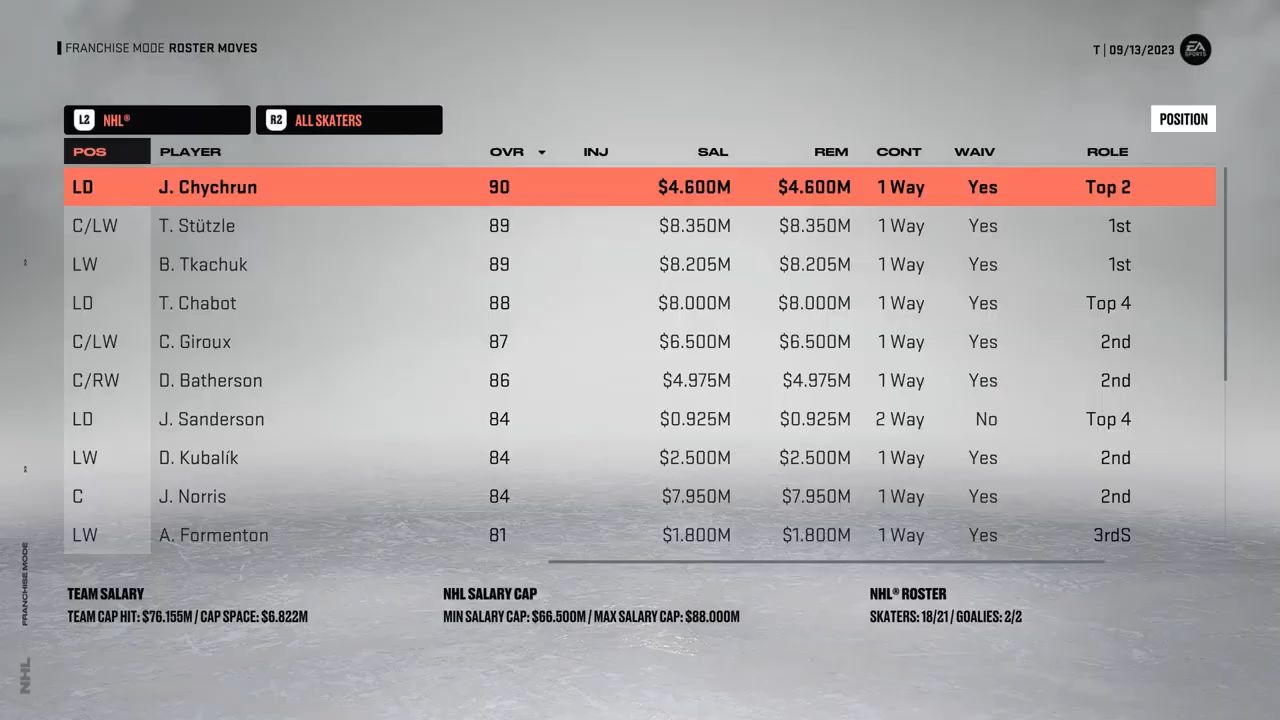 FRANCHISE MODE ROSTER MOVES
T | 09/13/2023 EA SPORTS
L2 NHL® R2 ALL SKATERS POSITION
POS PLAYER OVR INJ SAL REM CONT WAIV ROLE
LD J. Chychrun 90 $4.600M $4.600M 1 Way Yes Top 2
C/LW T. Stützle 89 $8.350M $8.350M 1 Way Yes 1st
LW B. Tkachuk 89 $8.205M $8.205M 1 Way Yes 1st
LD T. Chabot 88 $8.000M $8.000M 1 Way Yes Top 4
C/LW C. Giroux 87 $6.500M $6.500M 1 Way Yes 2nd
C/RW D. Batherson 86 $4.975M $4.975M 1 Way Yes 2nd
LD J. Sanderson 84 $0.925M $0.925M 2 Way No Top 4
LW D. Kubalík 84 $2.500M $2.500M 1 Way Yes 2nd
C J. Norris 84 $7.950M $7.950M 1 Way Yes 2nd
LW A. Formenton 81 $1.800M $1.800M 1 Way Yes 3rdS
TEAM SALARY NHL SALARY CAP NHL® ROSTER
TEAM CAP HIT: $76.155M / CAP SPACE: $6.822M MIN SALARY CAP: $66.500M / MAX SALARY CAP: $88.000M SKATERS: 18/21 / GOALIES: 2/2
FRANCHISE MODE
NHL